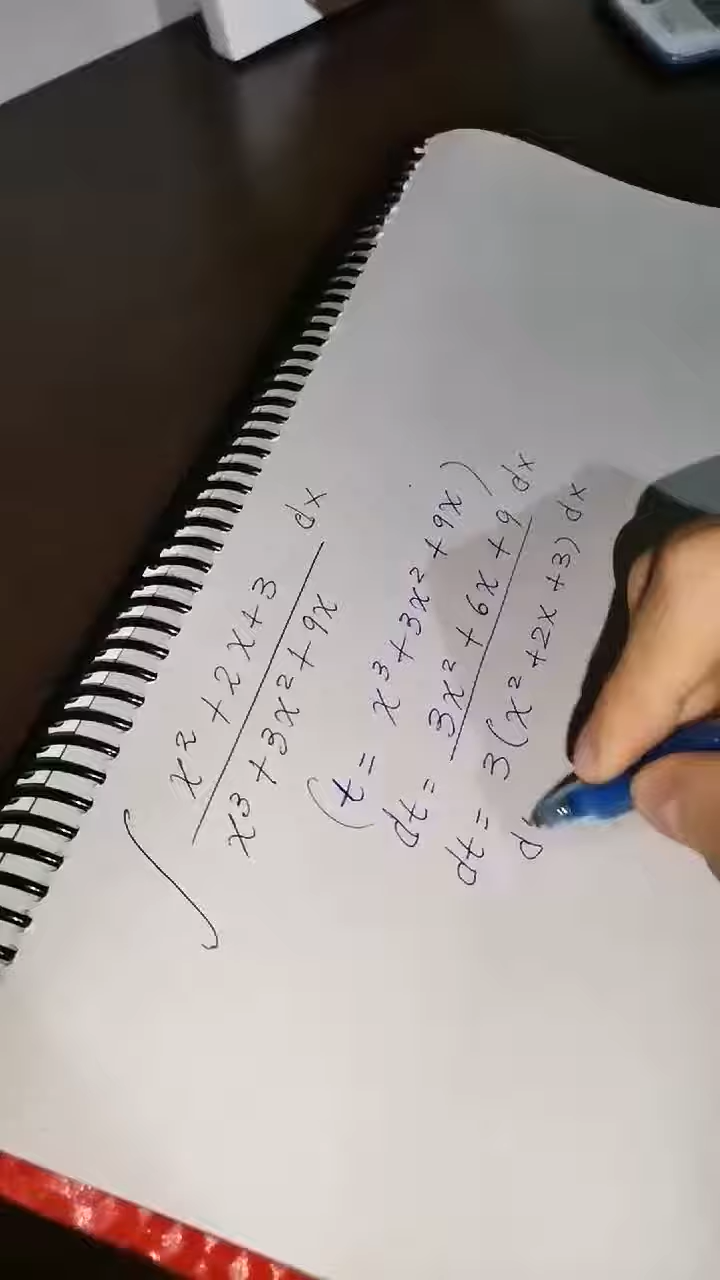 ∫ x² + 2x + 3 / x³ + 3x² + 9x dx
(t = x³ + 3x² + 9x)
dt = 3x² + 6x + 9 dx
dt = 3(x² + 2x + 3) dx
d